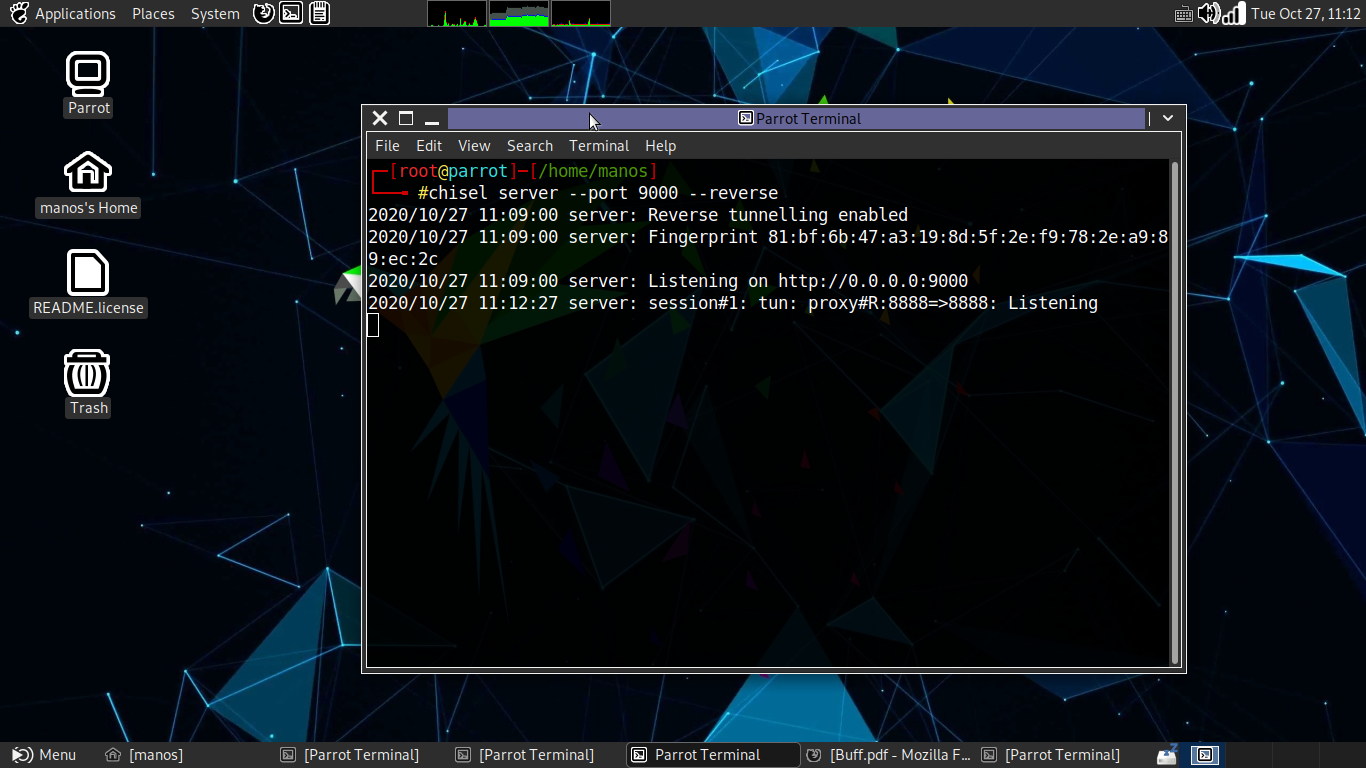 Applications Places System Tue Oct 27, 11:12
Parrot
manos's Home
README.license
Trash
Parrot Terminal
File Edit View Search Terminal Help
┌─[root@parrot]─[/home/manos]
└──╼ #chisel server --port 9000 --reverse
2020/10/27 11:09:00 server: Reverse tunnelling enabled
2020/10/27 11:09:00 server: Fingerprint 81:bf:6b:47:a3:19:8d:5f:2e:f9:78:2e:a9:8
9:ec:2c
2020/10/27 11:09:00 server: Listening on http://0.0.0.0:9000
2020/10/27 11:12:27 server: session#1: tun: proxy#R:8888=>8888: Listening
Menu [manos] [Parrot Terminal] [Parrot Terminal] Parrot Terminal [Buff.pdf - Mozilla F... [Parrot Terminal]